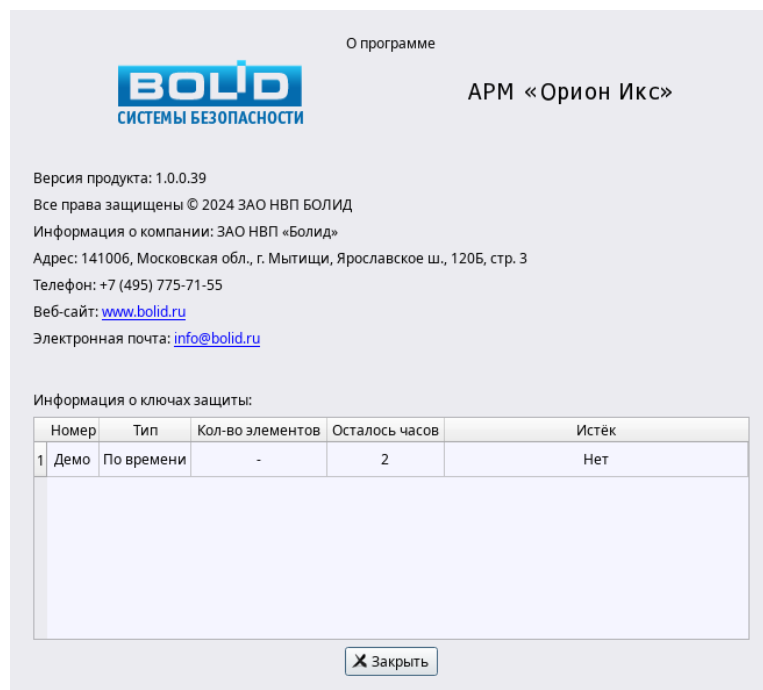 О программе
BOLID
СИСТЕМЫ БЕЗОПАСНОСТИ
АРМ «Орион Икс»
Версия продукта: 1.0.0.39
Все права защищены © 2024 ЗАО НВП БОЛИД
Информация о компании: ЗАО НВП «Болид»
Адрес: 141006, Московская обл., г. Мытищи, Ярославское ш., 120Б, стр. 3
Телефон: +7 (495) 775-71-55
Веб-сайт: www.bolid.ru
Электронная почта: info@bolid.ru
Информация о ключах защиты:
Номер Тип Кол-во элементов Осталось часов Истёк
1 Демо По времени - 2 Нет
Закрыть